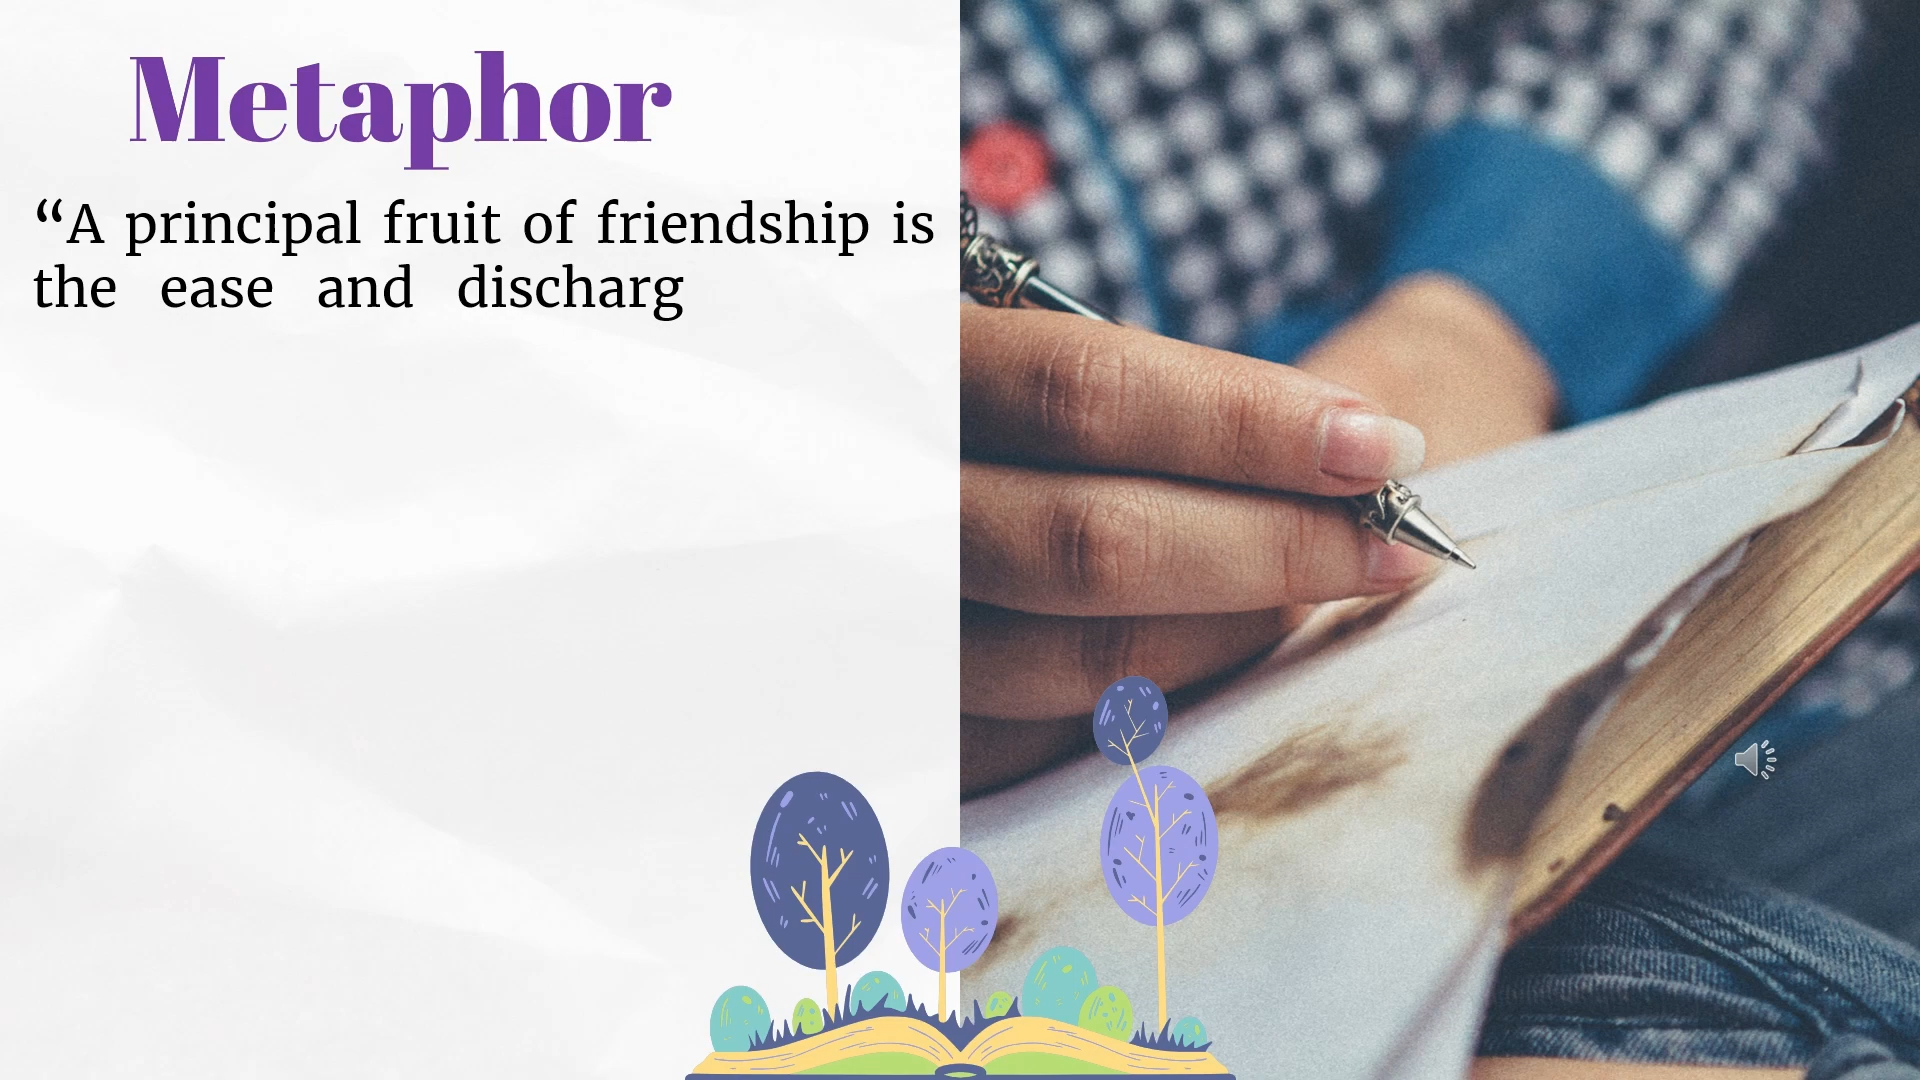 Metaphor
“A principal fruit of friendship is
the ease and discharg